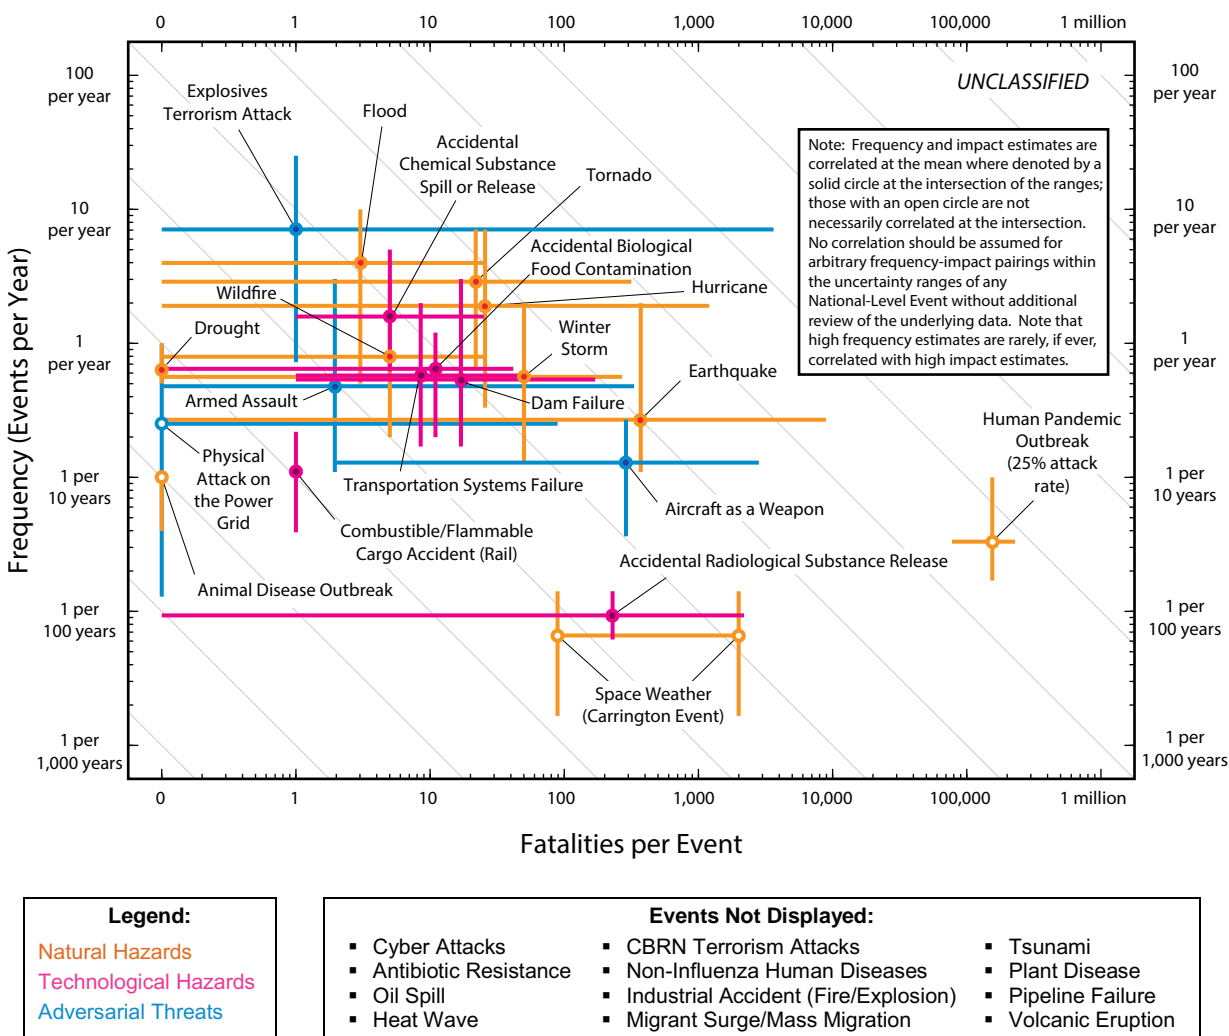 0 1 10 100 1,000 10,000 100,000 1 million
UNCLASSIFIED
100
per year
10
per year
1
per year
1 per
10 years
1 per
100 years
1 per
1,000 years
Frequency (Events per Year)
Explosives
Terrorism Attack
Flood
Accidental
Chemical Substance
Spill or Release
Tornado
Accidental Biological
Food Contamination
Wildfire
Hurricane
Drought
Winter
Storm
Earthquake
Armed Assault
Dam Failure
Physical
Attack on
the Power
Grid
Transportation Systems Failure
Combustible/Flammable
Cargo Accident (Rail)
Aircraft as a Weapon
Animal Disease Outbreak
Accidental Radiological Substance Release
Human Pandemic
Outbreak
(25% attack
rate)
Space Weather
(Carrington Event)
Note: Frequency and impact estimates are
correlated at the mean where denoted by a
solid circle at the intersection of the ranges;
those with an open circle are not
necessarily correlated at the intersection.
No correlation should be assumed for
arbitrary frequency-impact pairings within
the uncertainty ranges of any
National-Level Event without additional
review of the underlying data. Note that
high frequency estimates are rarely, if ever,
correlated with high impact estimates.
100
per year
10
per year
1
per year
1 per
10 years
1 per
100 years
1 per
1,000 years
0 1 10 100 1,000 10,000 100,000 1 million
Fatalities per Event
Legend:
Natural Hazards
Technological Hazards
Adversarial Threats
Events Not Displayed:
▪ Cyber Attacks
▪ Antibiotic Resistance
▪ Oil Spill
▪ Heat Wave
▪ CBRN Terrorism Attacks
▪ Non-Influenza Human Diseases
▪ Industrial Accident (Fire/Explosion)
▪ Migrant Surge/Mass Migration
▪ Tsunami
▪ Plant Disease
▪ Pipeline Failure
▪ Volcanic Eruption